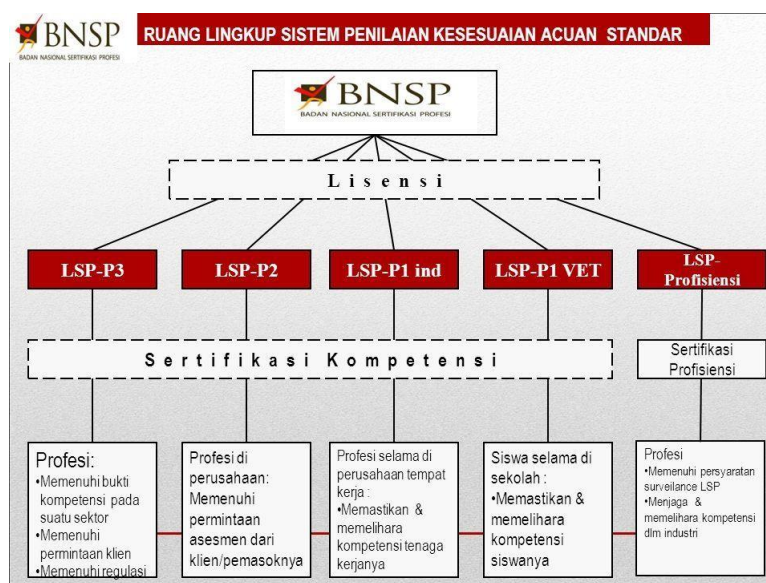 BNSP
BADAN NASIONAL SERTIFIKASI PROFESI
RUANG LINGKUP SISTEM PENILAIAN KESESUAIAN ACUAN STANDAR
BNSP
BADAN NASIONAL SERTIFIKASI PROFESI
Lisensi
LSP-P3
LSP-P2
LSP-P1 ind
LSP-P1 VET
LSP-
Profisiensi
Sertifikasi Kompetensi
Sertifikasi
Profisiensi
Profesi:
•Memenuhi bukti
kompetensi pada
suatu sektor
•Memenuhi
permintaan klien
•Memenuhi regulasi
Profesi di
perusahaan:
Memenuhi
permintaan
asesmen dari
klien/pemasoknya
Profesi selama di
perusahaan tempat
kerja :
•Memastikan &
memelihara
kompetensi tenaga
kerjanya
Siswa selama di
sekolah :
•Memastikan &
memelihara
kompetensi
siswanya
Profesi
•Memenuhi persyaratan
surveilance LSP
•Menjaga &
memelihara kompetensi
dlm industri